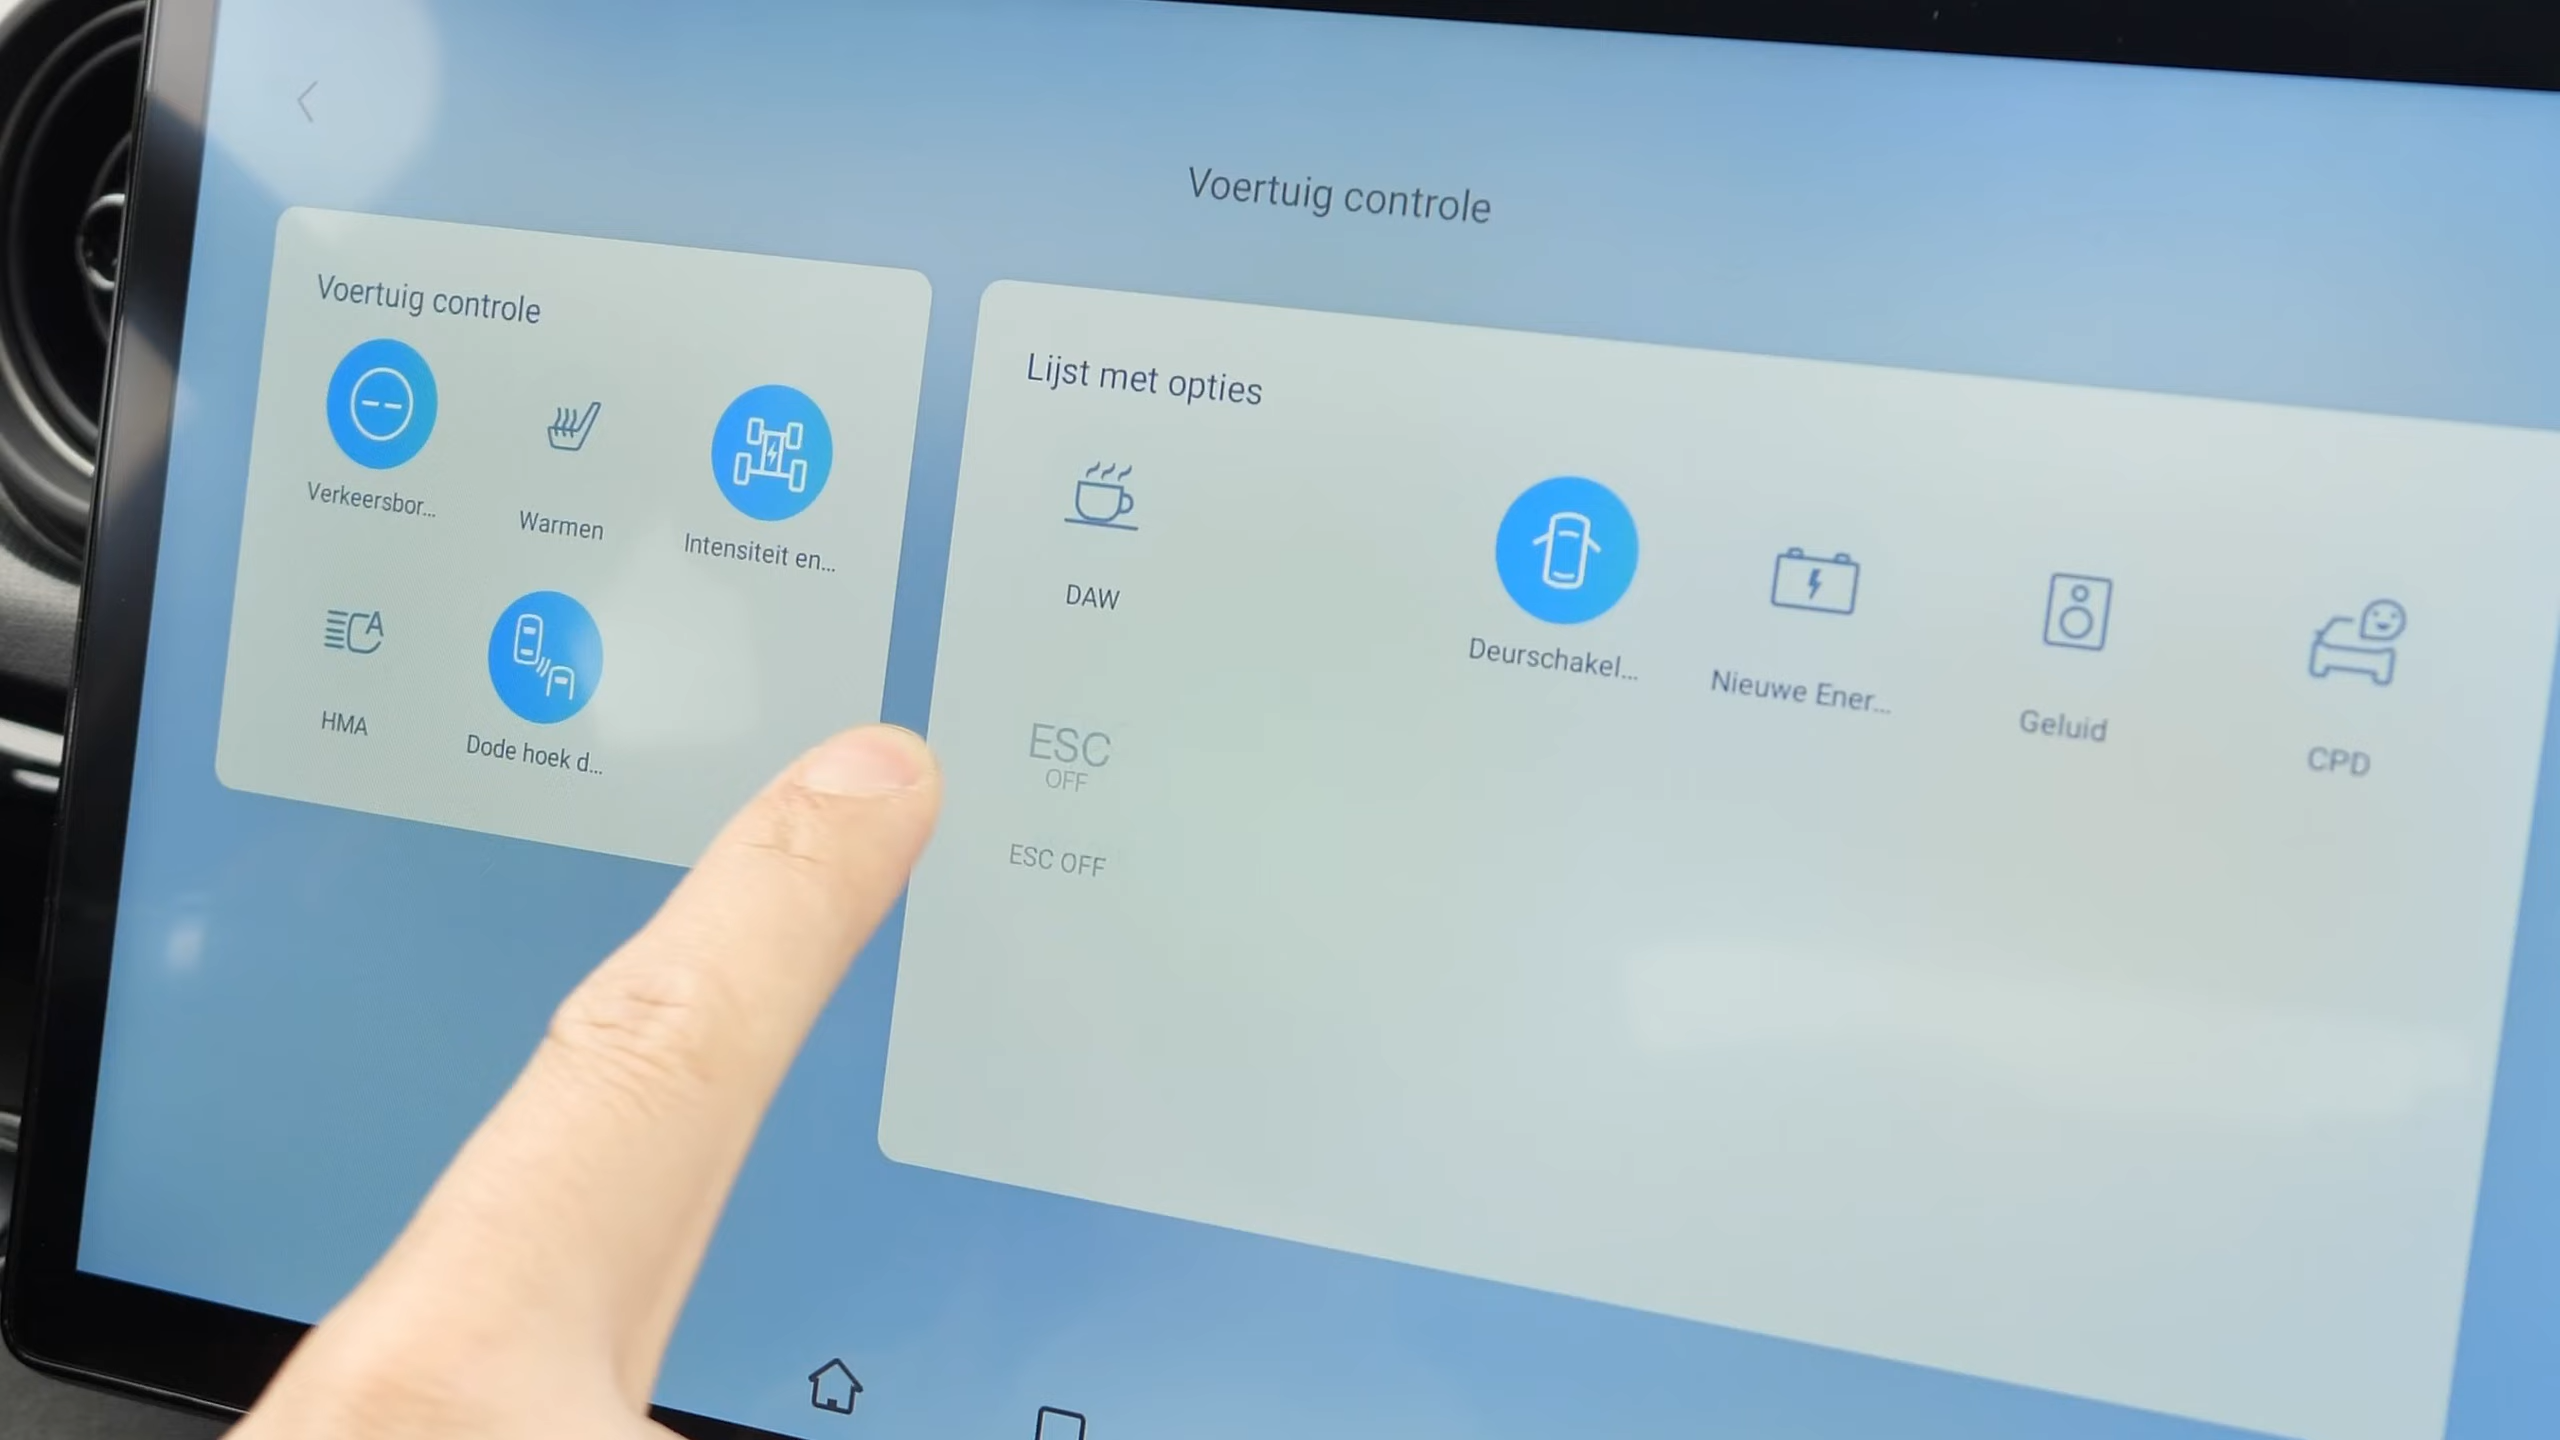 Voertuig controle
Voertuig controle
Verkeersbor...
Warmen
Intensiteit en...
A
HMA
Dode hoek d...
Lijst met opties
DAW
Deurschakel...
Nieuwe Ener...
Geluid
CPD
ESC
OFF
ESC OFF